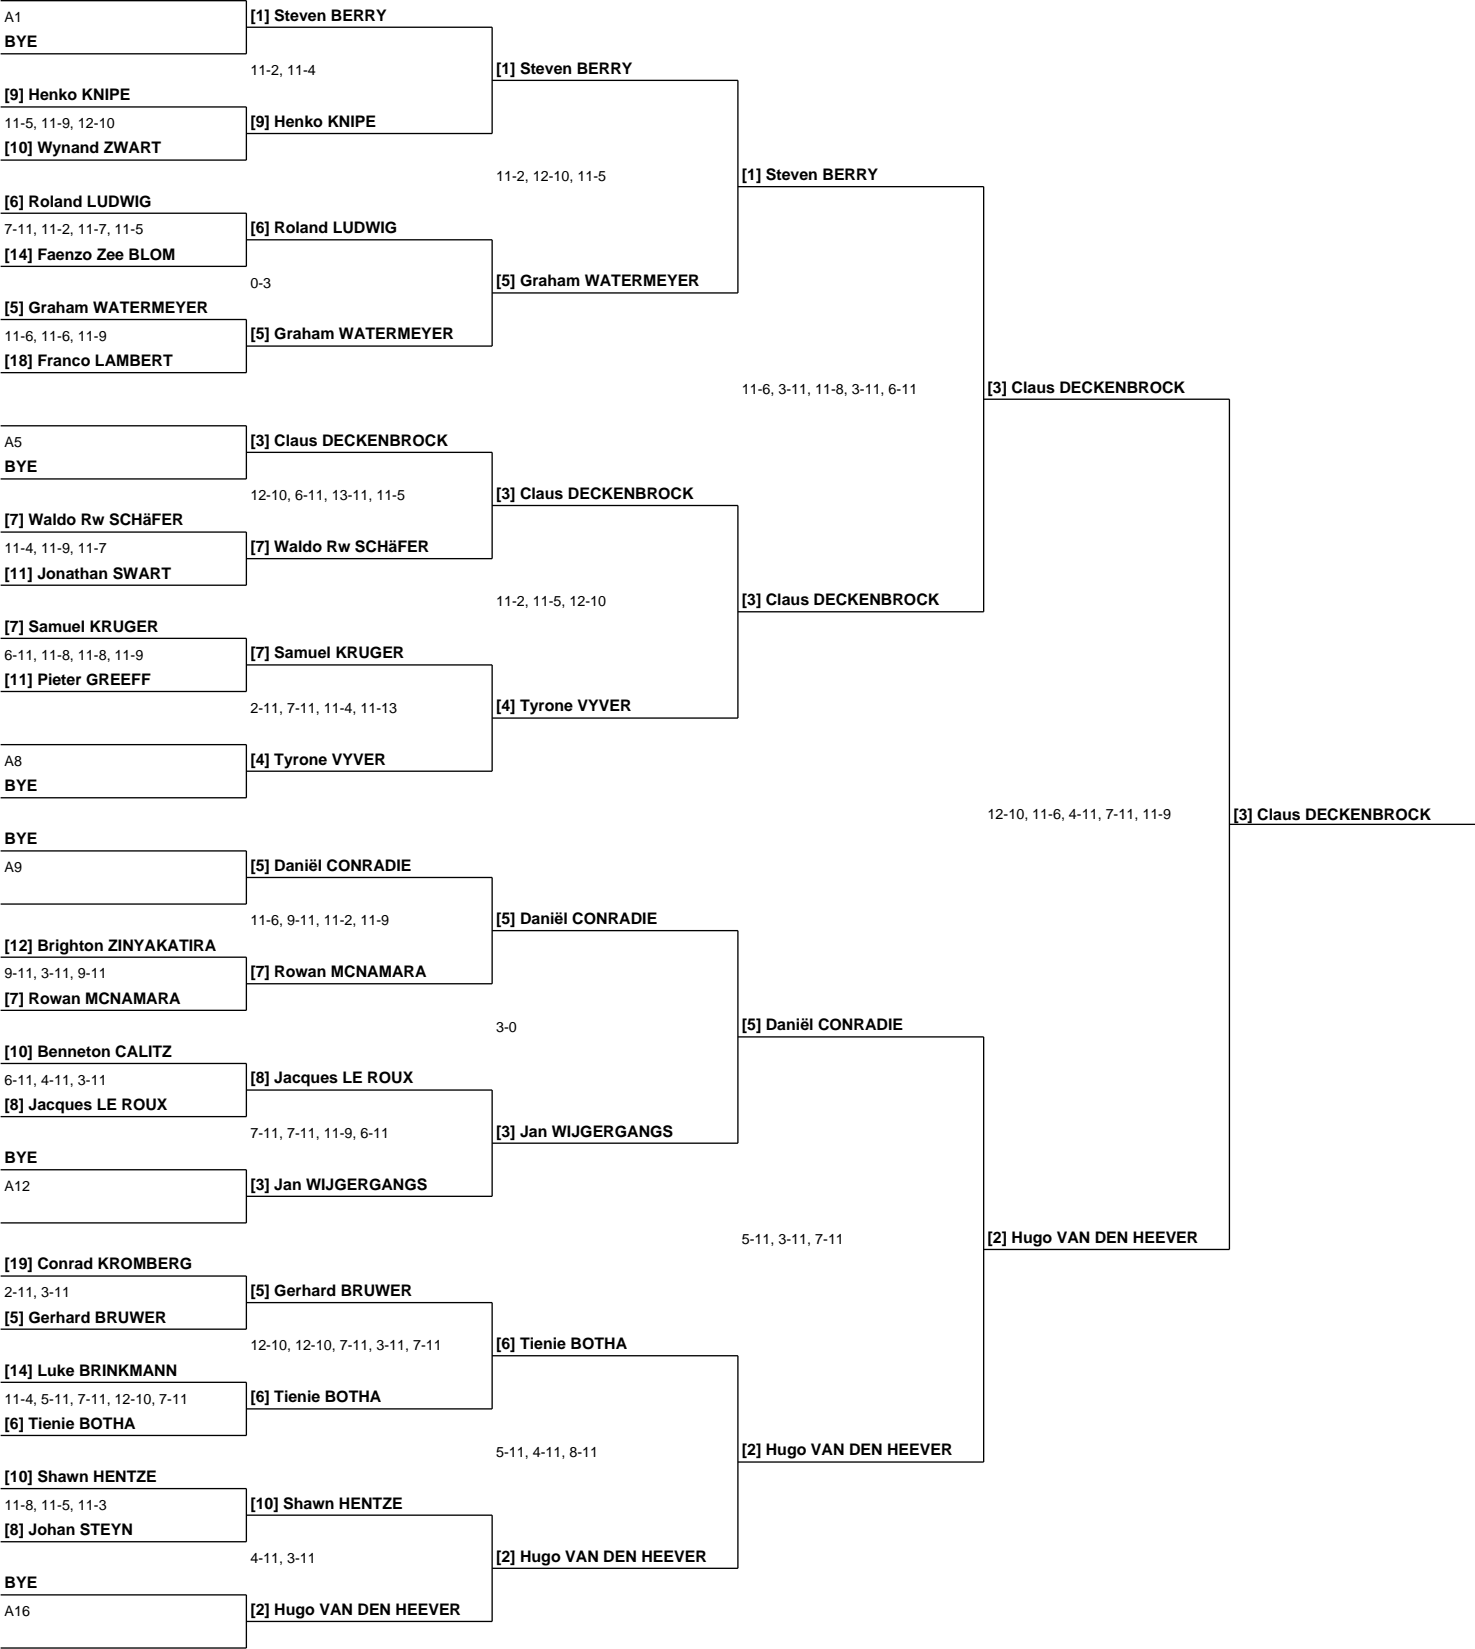 A1
[1] Steven BERRY
BYE
11-2, 11-4
[1] Steven BERRY
[9] Henko KNIPE
11-5, 11-9, 12-10
[9] Henko KNIPE
[10] Wynand ZWART
11-2, 12-10, 11-5
[1] Steven BERRY
[6] Roland LUDWIG
7-11, 11-2, 11-7, 11-5
[6] Roland LUDWIG
[14] Faenzo Zee BLOM
0-3
[5] Graham WATERMEYER
[5] Graham WATERMEYER
11-6, 11-6, 11-9
[5] Graham WATERMEYER
[18] Franco LAMBERT
11-6, 3-11, 11-8, 3-11, 6-11
[3] Claus DECKENBROCK
A5
[3] Claus DECKENBROCK
BYE
12-10, 6-11, 13-11, 11-5
[3] Claus DECKENBROCK
[7] Waldo Rw SCHäFER
11-4, 11-9, 11-7
[7] Waldo Rw SCHäFER
[11] Jonathan SWART
11-2, 11-5, 12-10
[3] Claus DECKENBROCK
[7] Samuel KRUGER
6-11, 11-8, 11-8, 11-9
[7] Samuel KRUGER
[11] Pieter GREEFF
2-11, 7-11, 11-4, 11-13
[4] Tyrone VYVER
A8
[4] Tyrone VYVER
BYE
12-10, 11-6, 4-11, 7-11, 11-9
[3] Claus DECKENBROCK
BYE
A9
[5] Daniël CONRADIE
11-6, 9-11, 11-2, 11-9
[5] Daniël CONRADIE
[12] Brighton ZINYAKATIRA
9-11, 3-11, 9-11
[7] Rowan MCNAMARA
[7] Rowan MCNAMARA
3-0
[5] Daniël CONRADIE
[10] Benneton CALITZ
6-11, 4-11, 3-11
[8] Jacques LE ROUX
[8] Jacques LE ROUX
7-11, 7-11, 11-9, 6-11
[3] Jan WIJGERGANGS
BYE
A12
[3] Jan WIJGERGANGS
5-11, 3-11, 7-11
[2] Hugo VAN DEN HEEVER
[19] Conrad KROMBERG
2-11, 3-11
[5] Gerhard BRUWER
[5] Gerhard BRUWER
12-10, 12-10, 7-11, 3-11, 7-11
[6] Tienie BOTHA
[14] Luke BRINKMANN
11-4, 5-11, 7-11, 12-10, 7-11
[6] Tienie BOTHA
[6] Tienie BOTHA
5-11, 4-11, 8-11
[2] Hugo VAN DEN HEEVER
[10] Shawn HENTZE
11-8, 11-5, 11-3
[10] Shawn HENTZE
[8] Johan STEYN
4-11, 3-11
[2] Hugo VAN DEN HEEVER
BYE
A16
[2] Hugo VAN DEN HEEVER